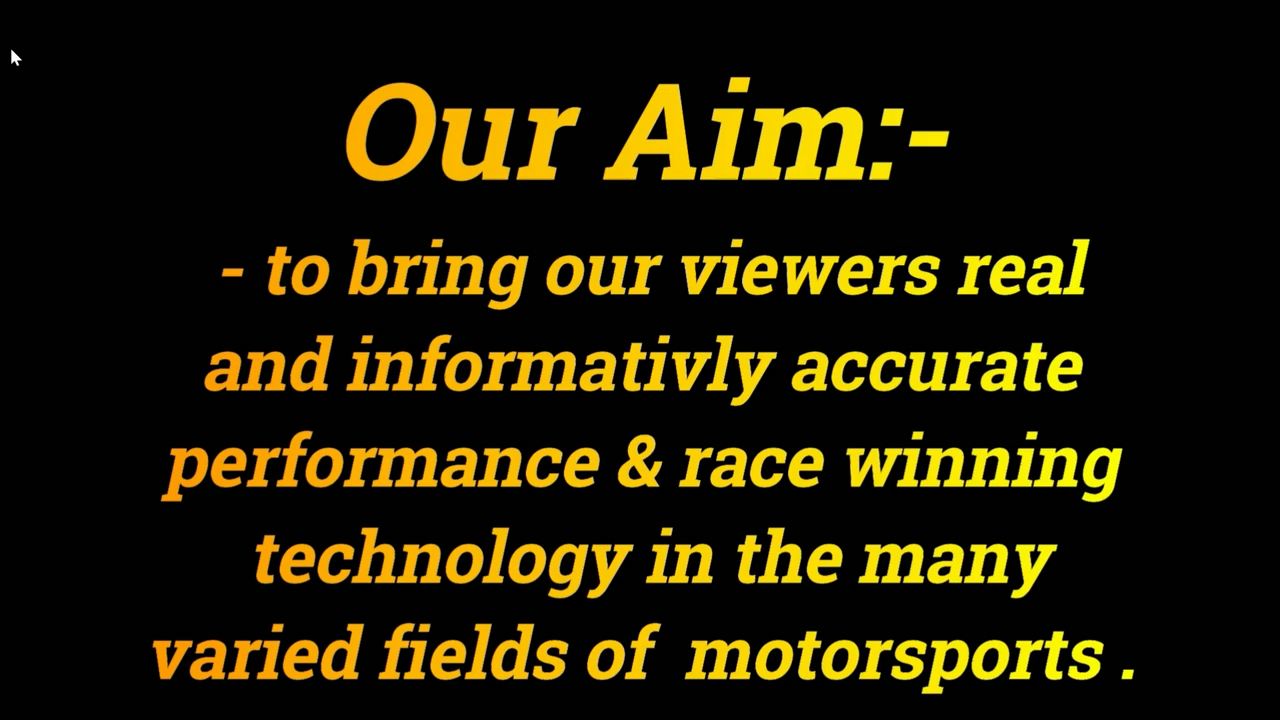 Our Aim:-
- to bring our viewers real
and informativly accurate
performance & race winning
technology in the many
varied fields of motorsports .